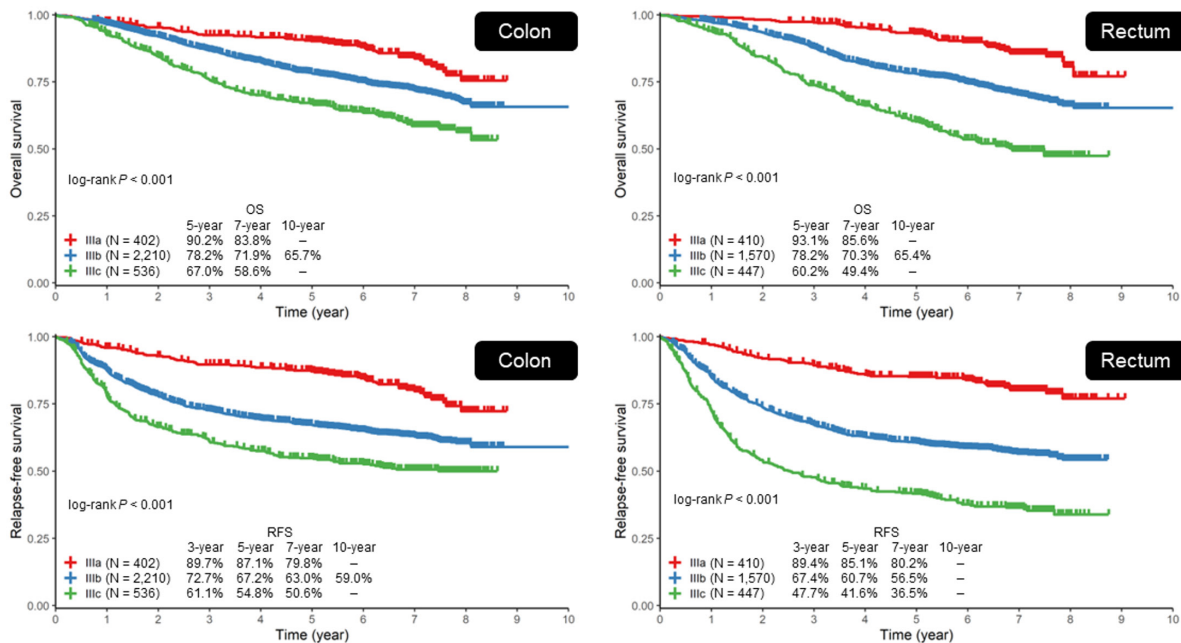 Colon
Overall survival
1.00
0.75
0.50
0.25
0.00
log-rank P < 0.001
OS
5-year 7-year 10-year
IIIa (N = 402) 90.2% 83.8% –
IIIb (N = 2,210) 78.2% 71.9% 65.7%
IIIc (N = 536) 67.0% 58.6% –
0 1 2 3 4 5 6 7 8 9 10
Time (year)
Rectum
Overall survival
1.00
0.75
0.50
0.25
0.00
log-rank P < 0.001
OS
5-year 7-year 10-year
IIIa (N = 410) 93.1% 85.6% –
IIIb (N = 1,570) 78.2% 70.3% 65.4%
IIIc (N = 447) 60.2% 49.4% –
0 1 2 3 4 5 6 7 8 9 10
Time (year)
Colon
Relapse-free survival
1.00
0.75
0.50
0.25
0.00
log-rank P < 0.001
RFS
3-year 5-year 7-year 10-year
IIIa (N = 402) 89.7% 87.1% 79.8% –
IIIb (N = 2,210) 72.7% 67.2% 63.0% 59.0%
IIIc (N = 536) 61.1% 54.8% 50.6% –
0 1 2 3 4 5 6 7 8 9 10
Time (year)
Rectum
Relapse-free survival
1.00
0.75
0.50
0.25
0.00
log-rank P < 0.001
RFS
3-year 5-year 7-year 10-year
IIIa (N = 410) 89.4% 85.1% 80.2% –
IIIb (N = 1,570) 67.4% 60.7% 56.5% –
IIIc (N = 447) 47.7% 41.6% 36.5% –
0 1 2 3 4 5 6 7 8 9 10
Time (year)